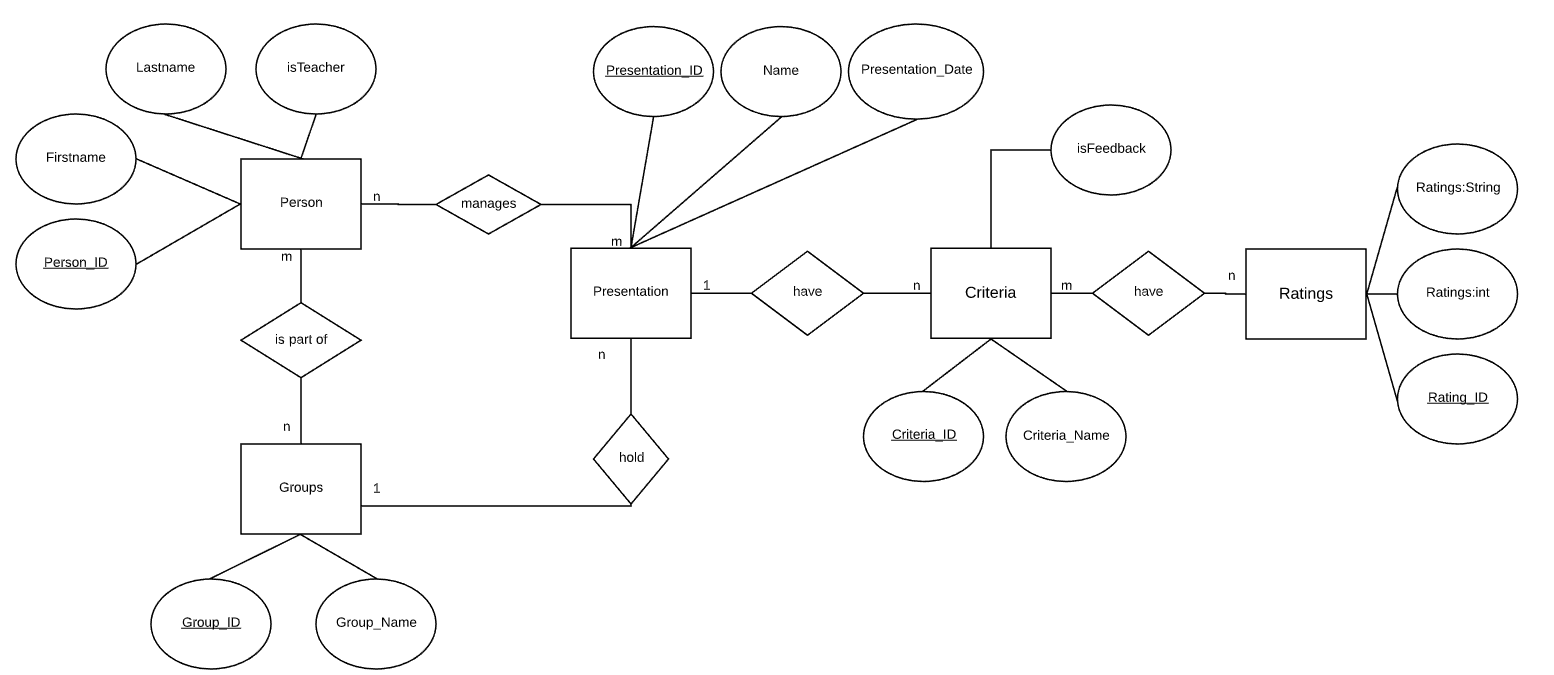 Lastname
isTeacher
Presentation_ID
Name
Presentation_Date
Firstname
isFeedback
Ratings:String
Person
n
manages
m
Person_ID
m
Presentation
1
have
n
Criteria
m
have
n
Ratings
Ratings:int
is part of
n
Rating_ID
n
hold
Criteria_ID
Criteria_Name
Groups
1
Group_ID
Group_Name